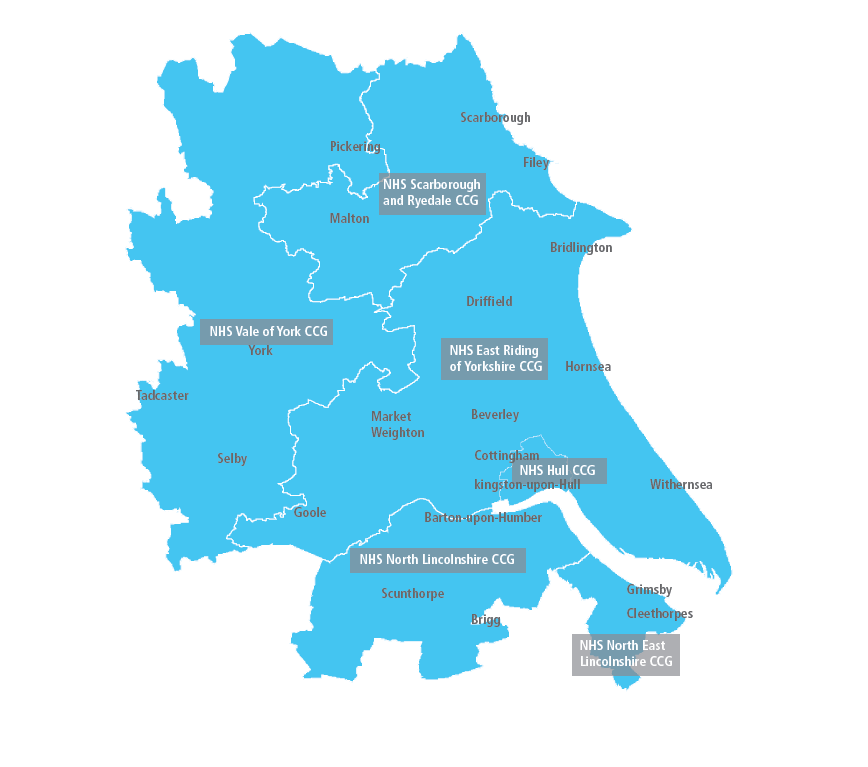 Scarborough
Pickering
Filey
NHS Scarborough
and Ryedale CCG
Malton
Bridlington
Driffield
NHS Vale of York CCG
York
NHS East Riding
of Yorkshire CCG
Hornsea
Tadcaster
Market
Weighton
Beverley
Selby
Cottingham
NHS Hull CCG
kingston-upon-Hull
Withernsea
Goole
Barton-upon-Humber
NHS North Lincolnshire CCG
Scunthorpe
Grimsby
Cleethorpes
Brigg
NHS North East
Lincolnshire CCG